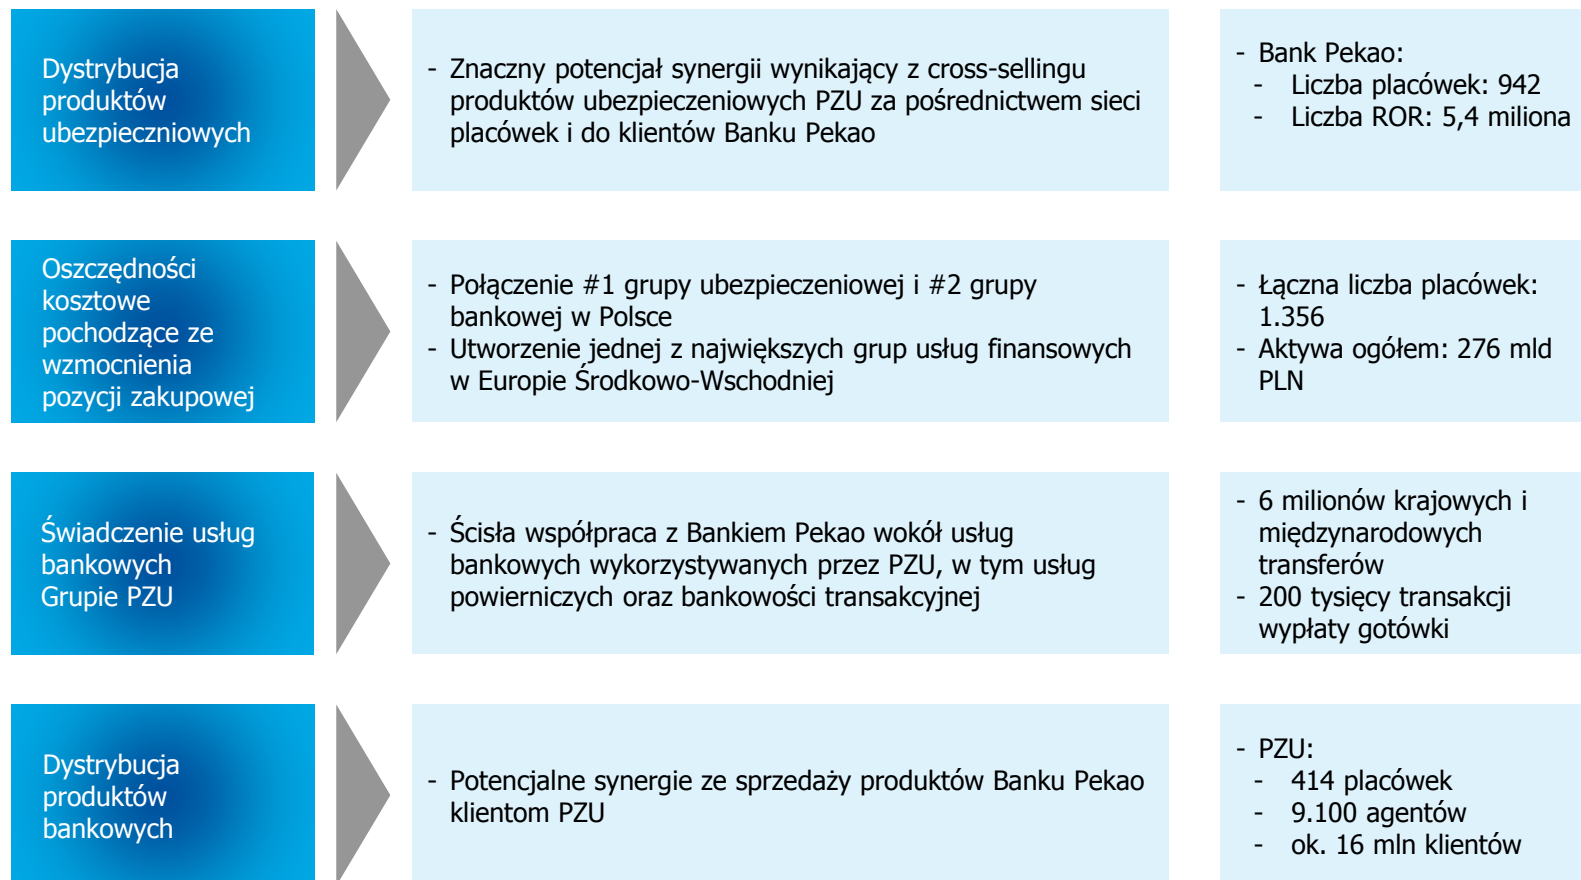 Dystrybucja
produktów
ubezpieczniowych
- Znaczny potencjał synergii wynikający z cross-sellingu
produktów ubezpieczeniowych PZU za pośrednictwem sieci
placówek i do klientów Banku Pekao
- Bank Pekao:
- Liczba placówek: 942
- Liczba ROR: 5,4 miliona
Oszczędności
kosztowe
pochodzące ze
wzmocnienia
pozycji zakupowej
- Połączenie #1 grupy ubezpieczeniowej i #2 grupy
bankowej w Polsce
- Utworzenie jednej z największych grup usług finansowych
w Europie Środkowo-Wschodniej
- Łączna liczba placówek:
1.356
- Aktywa ogółem: 276 mld
PLN
Świadczenie usług
bankowych
Grupie PZU
- Ścisła współpraca z Bankiem Pekao wokół usług
bankowych wykorzystywanych przez PZU, w tym usług
powierniczych oraz bankowości transakcyjnej
- 6 milionów krajowych i
międzynarodowych
transferów
- 200 tysięcy transakcji
wypłaty gotówki
Dystrybucja
produktów
bankowych
- Potencjalne synergie ze sprzedaży produktów Banku Pekao
klientom PZU
- PZU:
- 414 placówek
- 9.100 agentów
- ok. 16 mln klientów